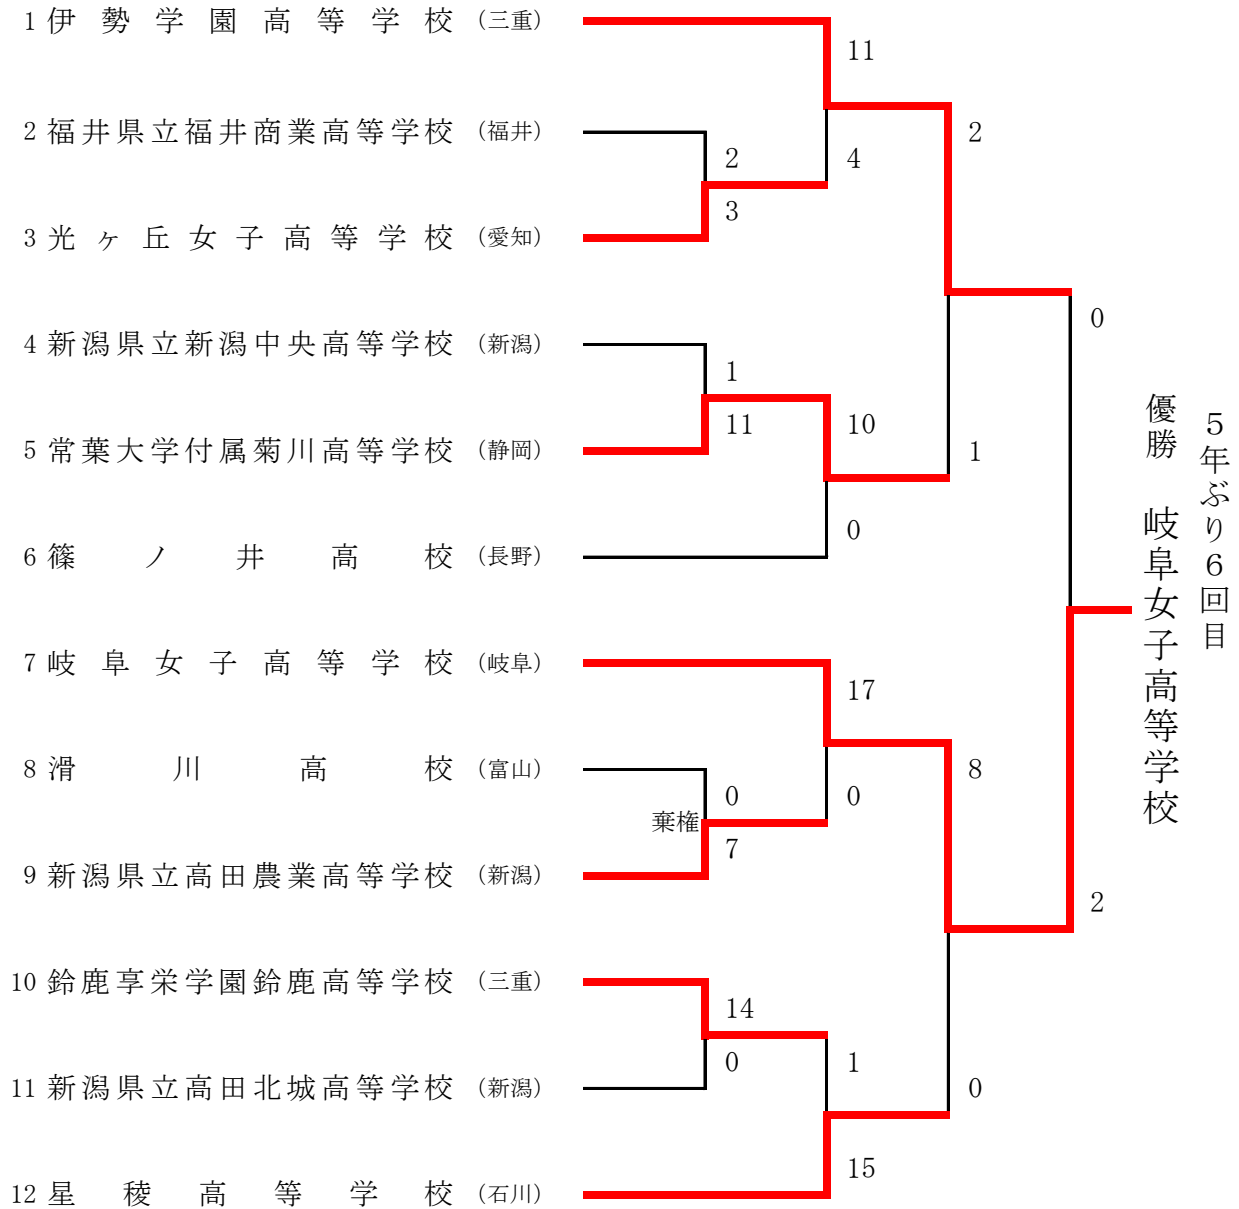 1 伊勢学園高等学校 (三重)
2 福井県立福井商業高等学校 (福井)
3 光ヶ丘女子高等学校 (愛知)
4 新潟県立新潟中央高等学校 (新潟)
5 常葉大学付属菊川高等学校 (静岡)
6 篠ノ井高校 (長野)
7 岐阜女子高等学校 (岐阜)
8 滑川高校 (富山)
9 新潟県立高田農業高等学校 (新潟)
10 鈴鹿享栄学園鈴鹿高等学校 (三重)
11 新潟県立高田北城高等学校 (新潟)
12 星稜高等学校 (石川)
2
3
1
11
0
棄権
7
14
0
11
4
10
0
17
0
1
15
2
1
8
0
0
2
優勝 岐阜女子高等学校
5年ぶり6回目